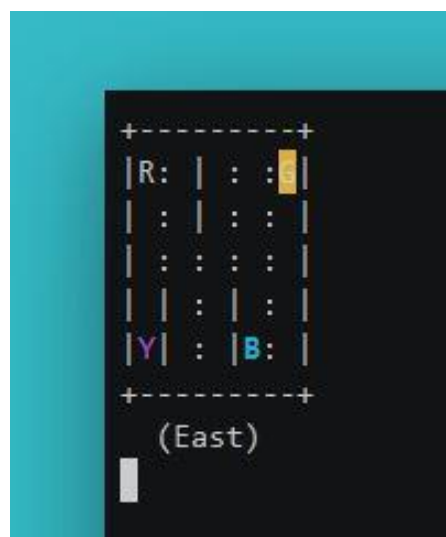 +---------+
|R: | : :G|
| : | : : |
| : : : : |
| | : | : |
|Y| : |B: |
+---------+
  (East)